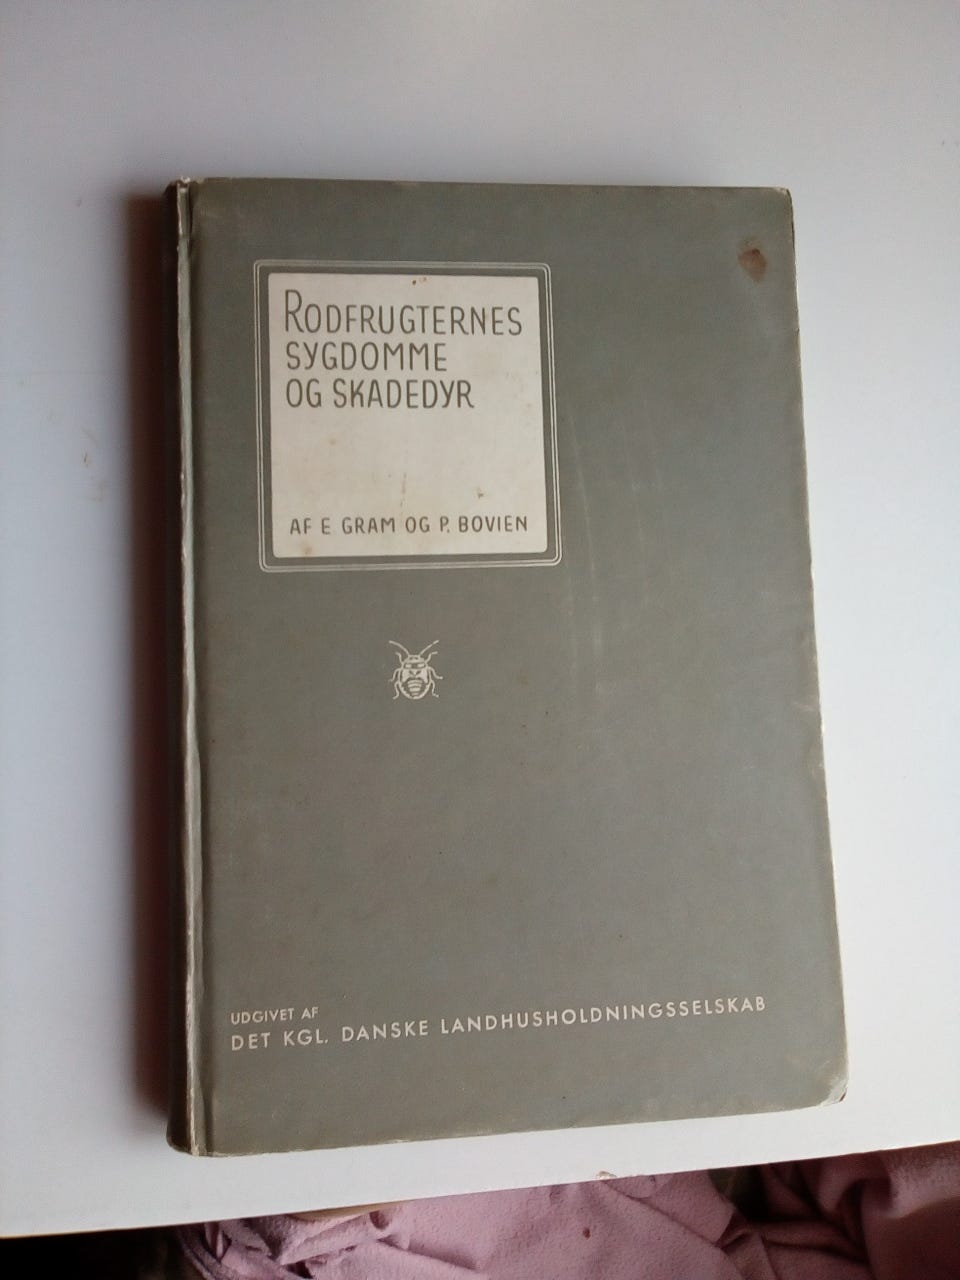 RODFRUGTERNES
SYGDOMME
OG SKADEDYR
AF E. GRAM OG P. BOVIEN
UDGIVET AF
DET KGL. DANSKE LANDHUSHOLDNINGSSELSKAB